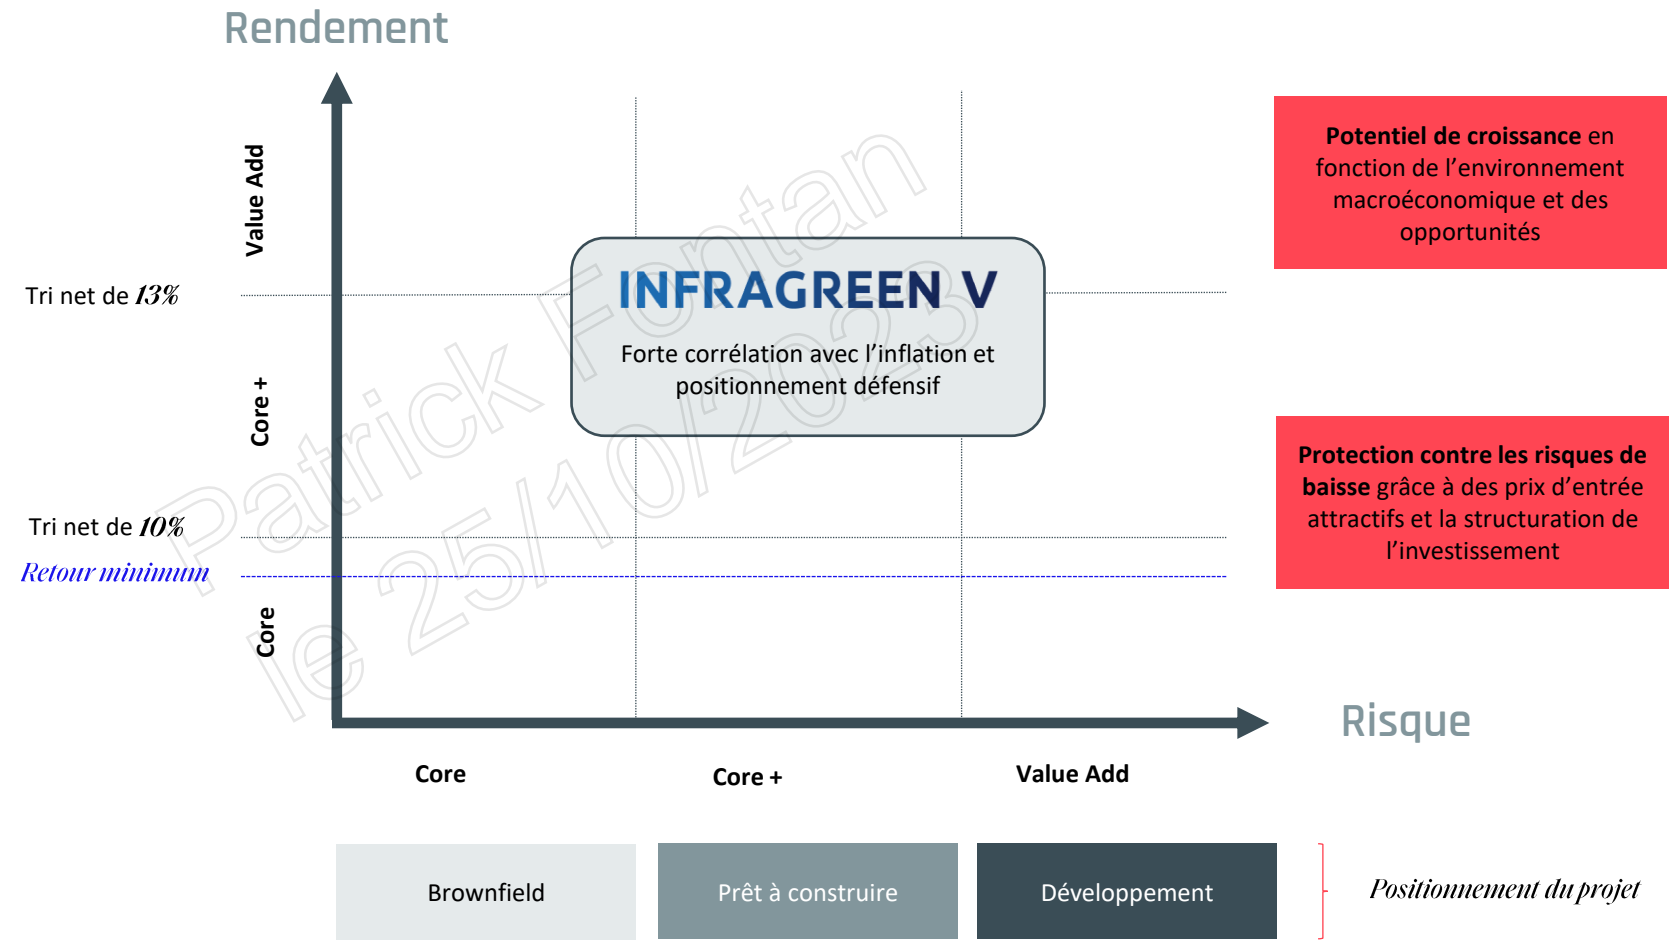 Rendement
Value Add
Core +
Core
Tri net de 13%
Tri net de 10%
Retour minimum
INFRAGREEN V
Forte corrélation avec l’inflation et
positionnement défensif
Potentiel de croissance en
fonction de l’environnement
macroéconomique et des
opportunités
Protection contre les risques de
baisse grâce à des prix d’entrée
attractifs et la structuration de
l’investissement
Risque
Core
Core +
Value Add
Brownfield
Prêt à construire
Développement
Positionnement du projet
Patrick Fontan
le 25/10/2023